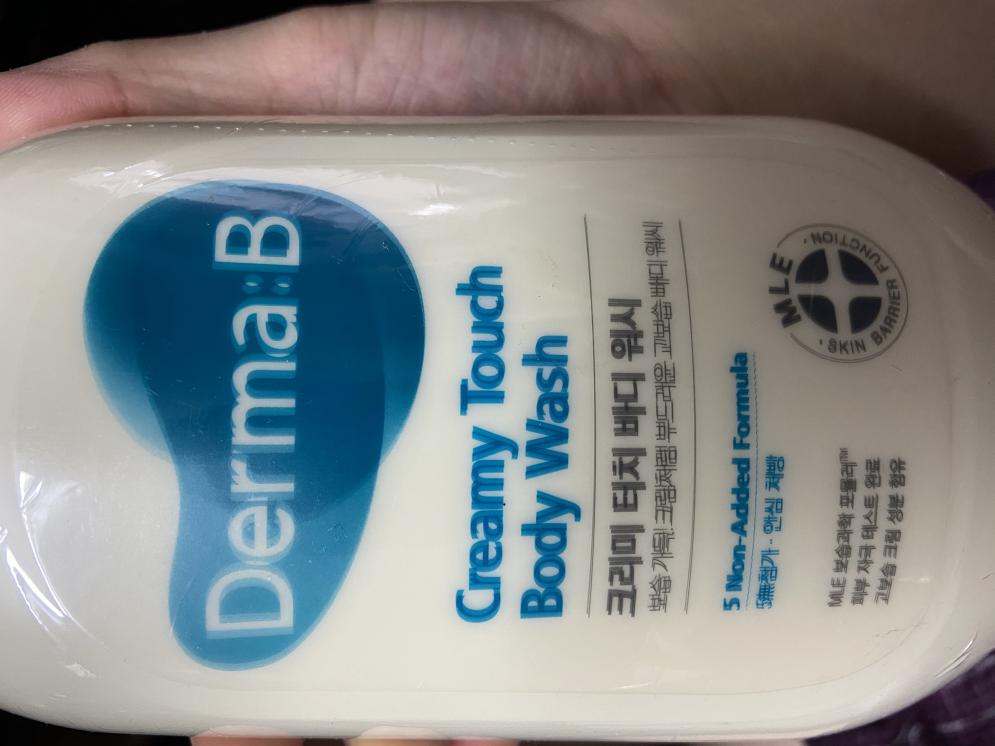 Derma:B
Creamy Touch
Body Wash
크리미 터치 바디 워시
보습 가득! 크림처럼 부드러운 고보습 바디 워시
5 Non-Added Formula
5無첨가 · 안심 처방
MLE 보습과학 포뮬러™
피부 자극 테스트 완료
고보습 크림 성분 함유
MLE
· SKIN BARRIER FUNCTION ·